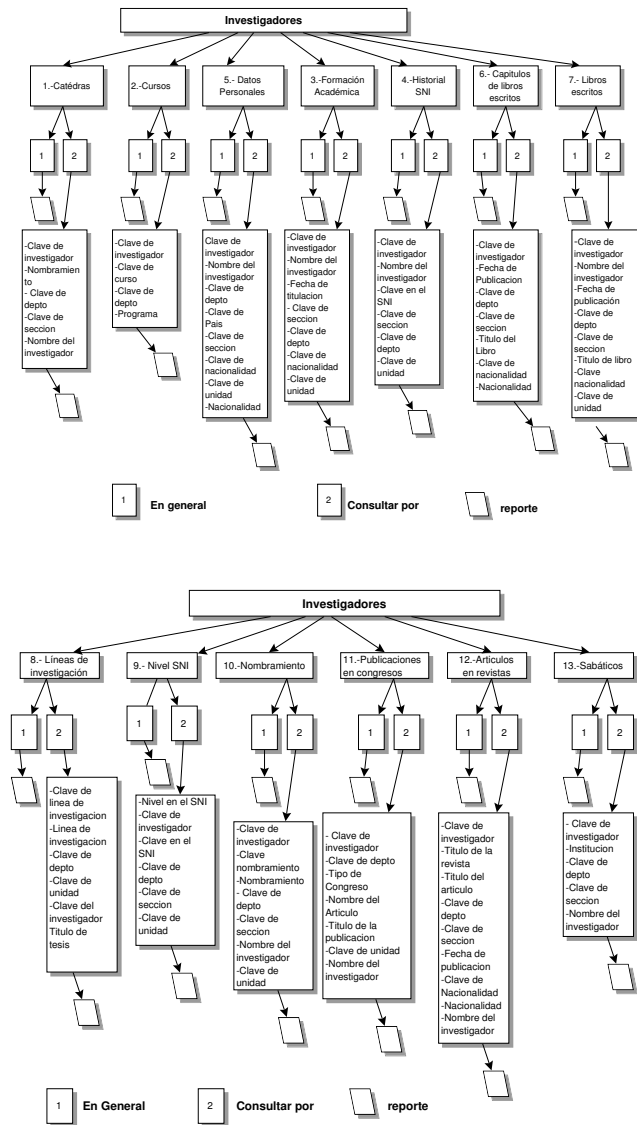 Investigadores
1.-Catédras
2.-Cursos
5.- Datos
Personales
3.-Formación
Académica
4.-Historial
SNI
6.- Capitulos
de libros
escritos
7.- Libros
escritos
1
2
1
2
1
2
1
2
1
2
1
2
1
2
-Clave de
investigador
-Nombramie
nto
- Clave de
depto
-Clave de
seccion
-Nombre del
investigador
-Clave de
investigador
-Clave de
curso
-Clave de
depto
-Programa
Clave de
investigador
-Nombre del
investigador
-Clave de
depto
-Clave de
Pais
-Clave de
seccion
-Clave de
nacionalidad
-Clave de
unidad
-Nacionalidad
-Clave de
investigador
-Nombre del
investigador
-Fecha de
titulacion
- Clave de
seccion
-Clave de
depto
-Clave de
nacionalidad
-Clave de
unidad
-Clave de
investigador
-Nombre del
investigador
-Clave en el
SNI
-Clave de
seccion
-Clave de
depto
-Clave de
unidad
-Clave de
investigador
-Fecha de
Publicacion
-Clave de
depto
-Clave de
seccion
-Titulo del
Libro
-Clave de
nacionalidad
-Nacionalidad
-Clave de
investigador
-Nombre del
investigador
-Fecha de
publicación
-Clave de
depto
-Clave de
seccion
-Titulo de libro
-Clave
nacionalidad
-Clave de
unidad
1
En general
2
Consultar por
reporte
Investigadores
8.- Líneas de
investigación
9.- Nivel SNI
10.-Nombramiento
11.-Publicaciones
en congresos
12.-Articulos
en revistas
13.-Sabáticos
1
2
1
2
1
2
1
2
1
2
1
2
-Clave de
linea de
investigacion
-Linea de
investigacion
-Clave de
depto
-Clave de
unidad
-Clave del
investigador
Titulo de
tesis
-Nivel en el SNI
-Clave de
investigador
-Clave en el
SNI
-Clave de
depto
-Clave de
seccion
-Clave de
unidad
-Clave de
investigador
-Clave
nombramiento
-Nombramiento
- Clave de
depto
-Clave de
seccion
-Nombre del
investigador
-Clave de
unidad
- Clave de
investigador
-Clave de depto
-Tipo de
Congreso
-Nombre del
Articulo
-Titulo de la
publicacion
-Clave de unidad
-Nombre del
investigador
-Clave de
investigador
-Titulo de la
revista
-Titulo del
articulo
-Clave de
depto
-Clave de
seccion
-Fecha de
publicacion
-Clave de
Nacionalidad
-Nacionalidad
-Nombre del
investigador
- Clave de
investigador
-Institucion
-Clave de
depto
-Clave de
seccion
-Nombre del
investigador
1
En General
2
Consultar por
reporte